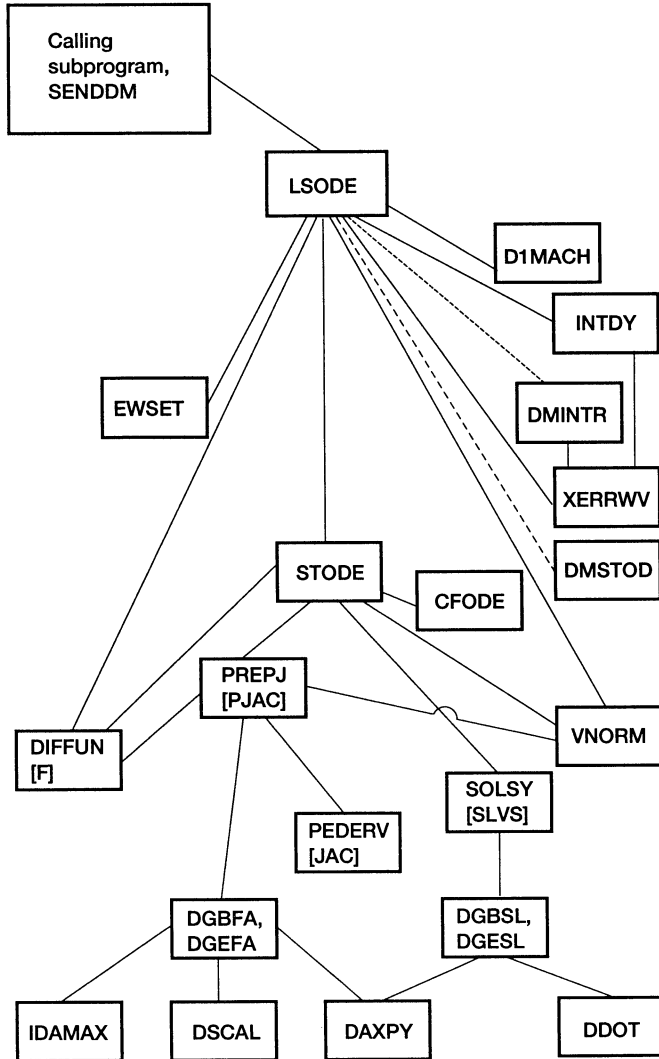 Calling
subprogram,
SENDDM
LSODE
D1MACH
INTDY
EWSET
DMINTR
XERRWV
STODE
DMSTOD
CFODE
PREPJ
[PJAC]
DIFFUN
[F]
VNORM
SOLSY
[SLVS]
PEDERV
[JAC]
DGBFA,
DGEFA
DGBSL,
DGESL
IDAMAX
DSCAL
DAXPY
DDOT